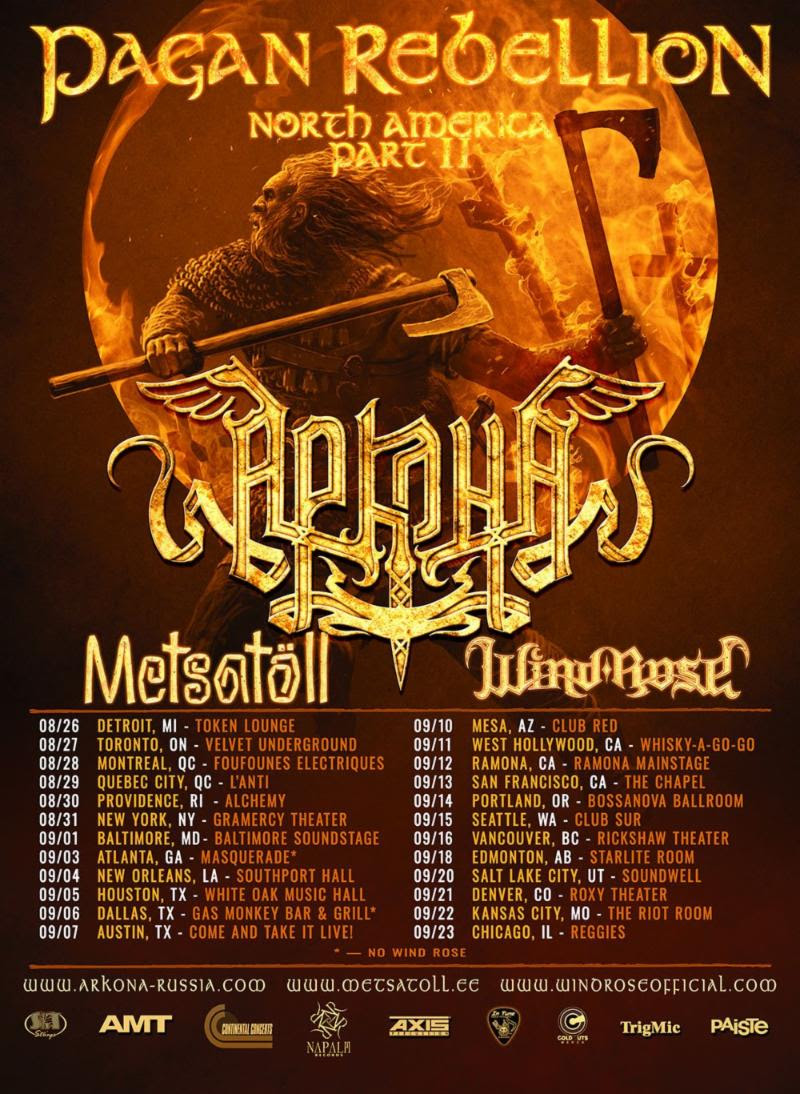 PAGAN REBELLION
NORTH AMERICA
PART II
Аркона
Metsatöll
Wind Rose
08/26 DETROIT, MI - TOKEN LOUNGE
08/27 TORONTO, ON - VELVET UNDERGROUND
08/28 MONTREAL, QC - FOUFOUNES ELECTRIQUES
08/29 QUEBEC CITY, QC - L'ANTI
08/30 PROVIDENCE, RI - ALCHEMY
08/31 NEW YORK, NY - GRAMERCY THEATER
09/01 BALTIMORE, MD- BALTIMORE SOUNDSTAGE
09/03 ATLANTA, GA - MASQUERADE*
09/04 NEW ORLEANS, LA - SOUTHPORT HALL
09/05 HOUSTON, TX - WHITE OAK MUSIC HALL
09/06 DALLAS, TX - GAS MONKEY BAR & GRILL*
09/07 AUSTIN, TX - COME AND TAKE IT LIVE!
09/10 MESA, AZ - CLUB RED
09/11 WEST HOLLYWOOD, CA - WHISKY-A-GO-GO
09/12 RAMONA, CA - RAMONA MAINSTAGE
09/13 SAN FRANCISCO, CA - THE CHAPEL
09/14 PORTLAND, OR - BOSSANOVA BALLROOM
09/15 SEATTLE, WA - CLUB SUR
09/16 VANCOUVER, BC - RICKSHAW THEATER
09/18 EDMONTON, AB - STARLITE ROOM
09/20 SALT LAKE CITY, UT - SOUNDWELL
09/21 DENVER, CO - ROXY THEATER
09/22 KANSAS CITY, MO - THE RIOT ROOM
09/23 CHICAGO, IL - REGGIES
* — NO WIND ROSE
WWW.ARKONA-RUSSIA.COM WWW.METSATOLL.EE WWW.WINDROSEOFFICIAL.COM
Strings
AMT
CONTINENTAL CONCERTS
NAPALM
RECORDS
AXIS
PERCUSSION
In Tune
TrigMic
PAiSTe